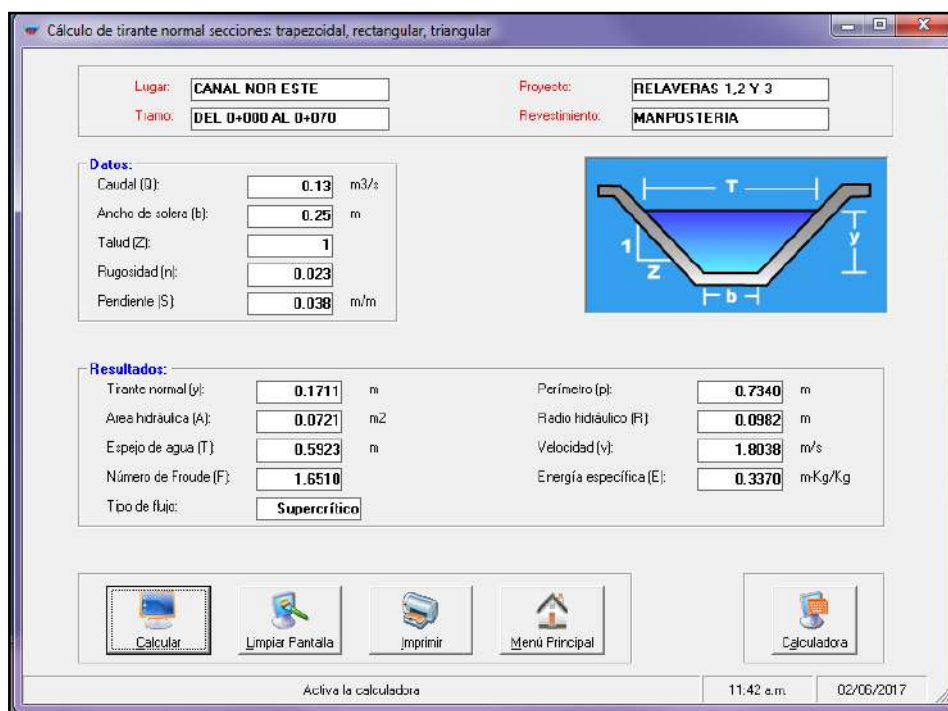 Cálculo de tirante normal secciones: trapezoidal, rectangular, triangular
Lugar: CANAL NOR ESTE Proyecto: RELAVERAS 1,2 Y 3
Tramo: DEL 0+000 AL 0+070 Revestimiento: MANPOSTERIA
Datos:
Caudal (Q): 0.13 m3/s
Ancho de solera (b): 0.25 m
Talud (Z): 1
Rugosidad (n): 0.023
Pendiente (S): 0.038 m/m
T
y
1
Z
b
Resultados:
Tirante normal (y): 0.1711 m Perímetro (p): 0.7340 m
Area hidráulica (A): 0.0721 m2 Radio hidráulico (R): 0.0982 m
Espejo de agua (T): 0.5923 m Velocidad (v): 1.8038 m/s
Número de Froude (F): 1.6510 Energía específica (E): 0.3370 m-Kg/Kg
Tipo de flujo: Supercrítico
Calcular Limpiar Pantalla Imprimir Menú Principal Calculadora
Activa la calculadora 11:42 a.m. 02/06/2017